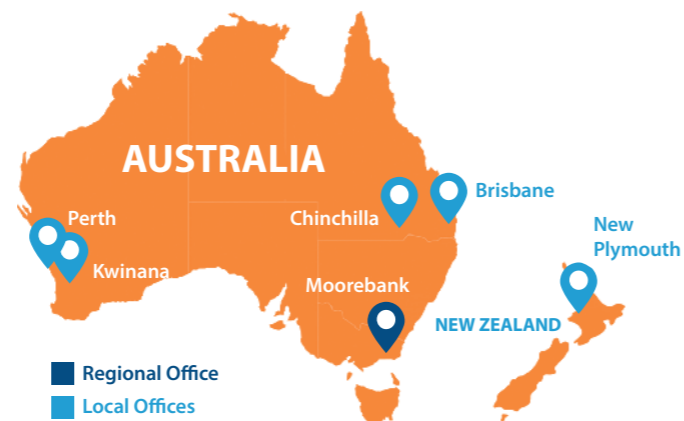 AUSTRALIA
Brisbane
Chinchilla
Perth
New
Plymouth
Kwinana
Moorebank
NEW ZEALAND
Regional Office
Local Offices